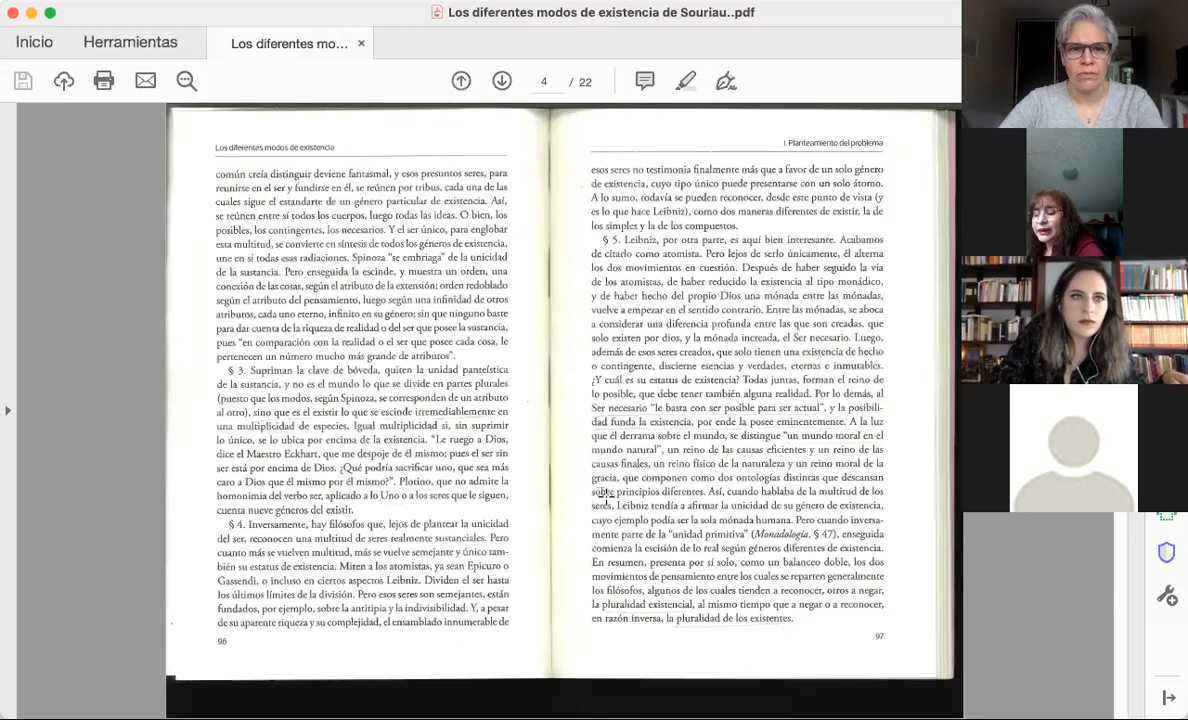 Los diferentes modos de existencia de Souriau..pdf
Inicio
Herramientas
Los diferentes mo...
4
/ 22
Los diferentes modos de existencia
común creía distinguir deviene fantasmal, y esos presuntos seres, para
reunirse en el ser y fundirse en él, se reúnen por tribus, cada una de las
cuales sigue el estandarte de un género particular de existencia. Así,
se reúnen entre sí todos los cuerpos, luego todas las ideas. O bien, los
posibles, los contingentes, los necesarios. Y el ser único, para englobar
esta multitud, se convierte en síntesis de todos los géneros de existencia,
une en sí todas esas radiaciones. Spinoza "se embriaga" de la unicidad
de la sustancia. Pero enseguida la escinde, y muestra un orden, una
conexión de las cosas, según el atributo de la extensión; orden redoblado
según el atributo del pensamiento, luego según una infinidad de otros
atributos, cada uno eterno, infinito en su género; sin que ninguno baste
para dar cuenta de la riqueza de realidad o del ser que posee la sustancia,
pues "en comparación con la realidad o el ser que posee cada cosa, le
pertenecen un número mucho más grande de atributos".
§ 3. Supriman la clave de bóveda, quiten la unidad panteística
de la sustancia, y no es el mundo lo que se divide en partes plurales
(puesto que los modos, según Spinoza, se corresponden de un atributo
al otro), sino que es el existir lo que se escinde irremediablemente en
una multiplicidad de especies. Igual multiplicidad si, sin suprimir
lo único, se lo ubica por encima de la existencia. "Le ruego a Dios,
dice el Maestro Eckhart, que me despoje de él mismo; pues el ser sin
ser está por encima de Dios. ¿Qué podría sacrificar uno, que sea más
caro a Dios que él mismo por él mismo?". Plotino, que no admite la
homonimia del verbo ser, aplicado a lo Uno o a los seres que le siguen,
cuenta nueve géneros del existir.
§ 4. Inversamente, hay filósofos que, lejos de plantear la unicidad
del ser, reconocen una multitud de seres realmente sustanciales. Pero
cuanto más se vuelven multitud, más se vuelve semejante y único tam-
bién su estatus de existencia. Miren a los atomistas, ya sean Epicuro o
Gassendi, o incluso en ciertos aspectos Leibniz. Dividen el ser hasta
los últimos límites de la división. Pero esos seres son semejantes, están
fundados, por ejemplo, sobre la antitipia y la indivisibilidad. Y, a pesar
de su aparente riqueza y su complejidad, el ensamblado innumerable de
96
I. Planteamiento del problema
esos seres no testimonia finalmente más que a favor de un solo género
de existencia, cuyo tipo único puede presentarse con un solo átomo.
A lo sumo, todavía se pueden reconocer, desde este punto de vista (y
es lo que hace Leibniz), como dos maneras diferentes de existir, la de
los simples y la de los compuestos.
§ 5. Leibniz, por otra parte, es aquí bien interesante. Acabamos
de citarlo como atomista. Pero lejos de serlo únicamente, él alterna
los dos movimientos en cuestión. Después de haber seguido la vía
de los atomistas, de haber reducido la existencia al tipo monádico,
y de haber hecho del propio Dios una mónada entre las mónadas,
vuelve a empezar en el sentido contrario. Entre las mónadas, se aboca
a considerar una diferencia profunda entre las que son creadas, que
solo existen por dios, y la mónada increada, el Ser necesario. Luego,
además de esos seres creados, que solo tienen una existencia de hecho
o contingente, discierne esencias y verdades, eternas e inmutables.
¿Y cuál es su estatus de existencia? Todas juntas, forman el reino de
lo posible, que debe tener también alguna realidad. Por lo demás, al
Ser necesario "le basta con ser posible para ser actual", y la posibili-
dad funda la existencia, por ende la posee eminentemente. A la luz
que él derrama sobre el mundo, se distingue "un mundo moral en el
mundo natural", un reino de las causas eficientes y un reino de las
causas finales, un reino físico de la naturaleza y un reino moral de la
gracia, que componen como dos ontologías distintas que descansan
sobre principios diferentes. Así, cuando hablaba de la multitud de los
seres, Leibniz tendía a afirmar la unicidad de su género de existencia,
cuyo ejemplo podía ser la sola mónada humana. Pero cuando inversa-
mente parte de la "unidad primitiva" (Monadología, § 47), enseguida
comienza la escisión de lo real según géneros diferentes de existencia.
En resumen, presenta por sí solo, como un balanceo doble, los dos
movimientos de pensamiento entre los cuales se reparten generalmente
los filósofos, algunos de los cuales tienden a reconocer, otros a negar,
la pluralidad existencial, al mismo tiempo que a negar o a reconocer,
en razón inversa, la pluralidad de los existentes.
97